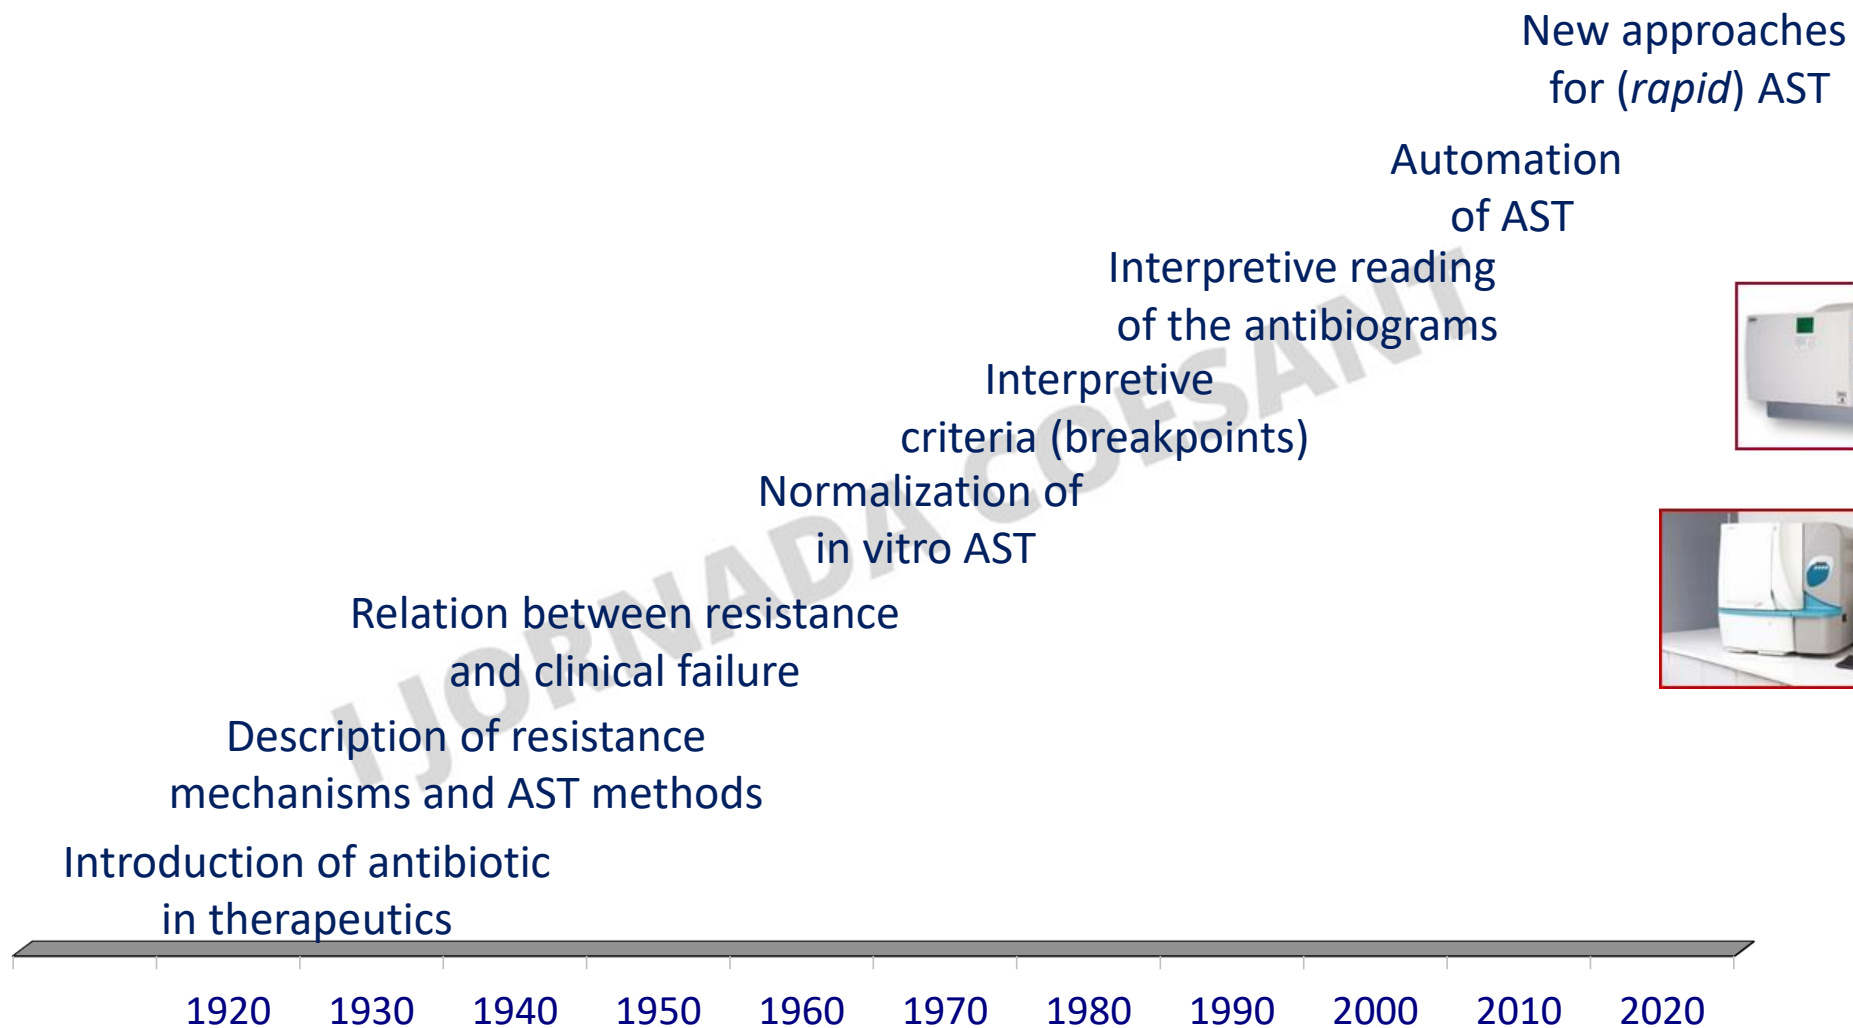 New approaches
for (rapid) AST
Automation
of AST
Interpretive reading
of the antibiograms
Interpretive
criteria (breakpoints)
Normalization of
in vitro AST
Relation between resistance
and clinical failure
Description of resistance
mechanisms and AST methods
Introduction of antibiotic
in therapeutics
I JORNADA COESANT
1920 1930 1940 1950 1960 1970 1980 1990 2000 2010 2020